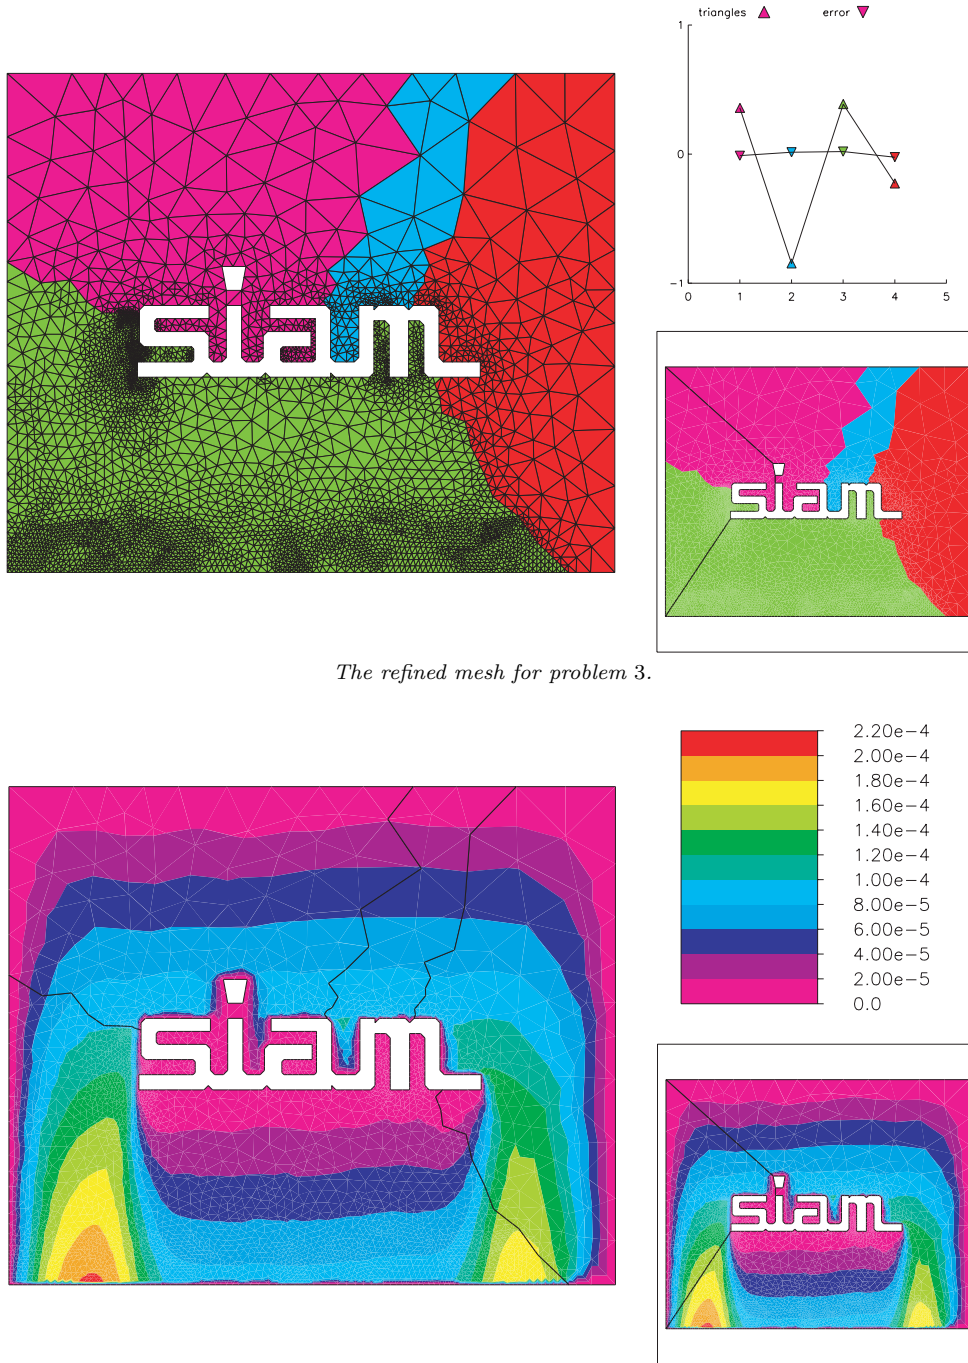 triangles error
1
0
-1
0 1 2 3 4 5
siam
siam
The refined mesh for problem 3.
2.20e-4
2.00e-4
1.80e-4
1.60e-4
1.40e-4
1.20e-4
1.00e-4
8.00e-5
6.00e-5
4.00e-5
2.00e-5
0.0
siam
siam